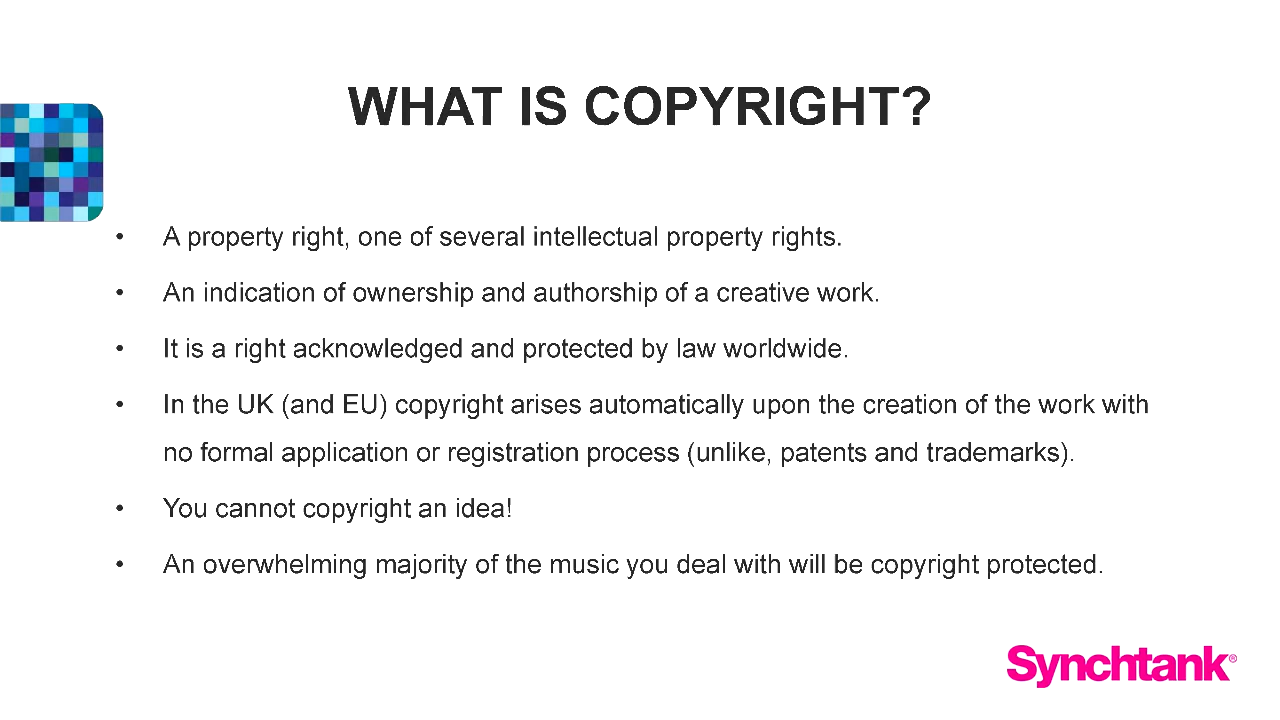 WHAT IS COPYRIGHT?
• A property right, one of several intellectual property rights.
• An indication of ownership and authorship of a creative work.
• It is a right acknowledged and protected by law worldwide.
• In the UK (and EU) copyright arises automatically upon the creation of the work with
no formal application or registration process (unlike, patents and trademarks).
• You cannot copyright an idea!
• An overwhelming majority of the music you deal with will be copyright protected.
Synchtank®